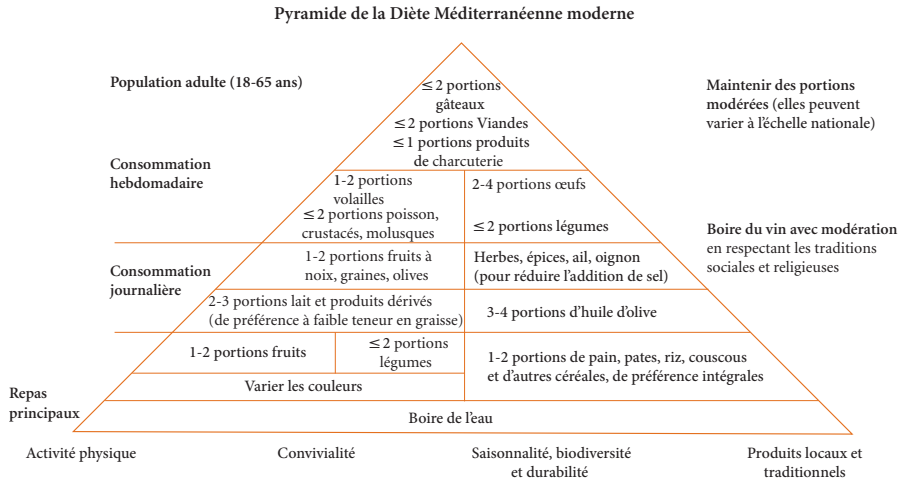 Pyramide de la Diète Méditerranéenne moderne
Population adulte (18-65 ans)
≤ 2 portions
gâteaux
≤ 2 portions Viandes
≤ 1 portions produits
de charcuterie
Maintenir des portions
modérées (elles peuvent
varier à l’échelle nationale)
Consommation
hebdomadaire
1-2 portions
volailles
≤ 2 portions poisson,
crustacés, molusques
2-4 portions œufs
≤ 2 portions légumes
Boire du vin avec modération
en respectant les traditions
sociales et religieuses
Consommation
journalière
1-2 portions fruits à
noix, graines, olives
Herbes, épices, ail, oignon
(pour réduire l’addition de sel)
2-3 portions lait et produits dérivés
(de préférence à faible teneur en graisse)
3-4 portions d’huile d’olive
1-2 portions fruits
≤ 2 portions
légumes
1-2 portions de pain, pates, riz, couscous
et d’autres céréales, de préférence intégrales
Varier les couleurs
Repas
principaux
Boire de l’eau
Activité physique
Convivialité
Saisonnalité, biodiversité
et durabilité
Produits locaux et
traditionnels